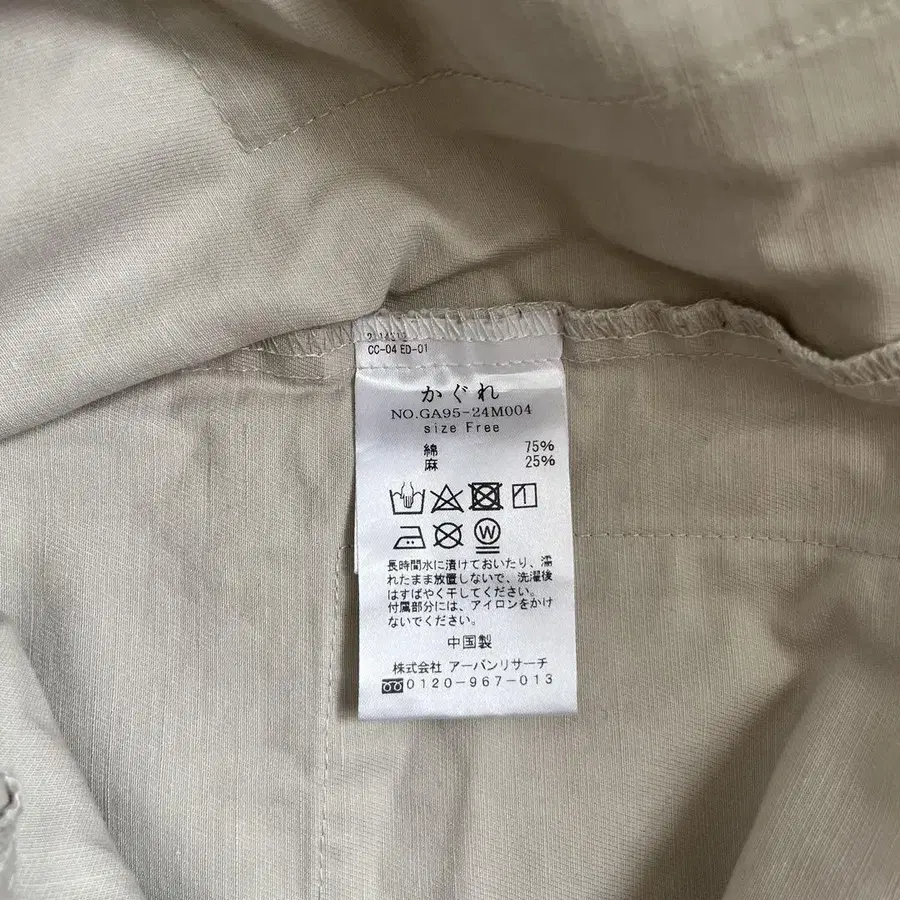 CC-04 ED-01
かぐれ
NO.GA95-24M004
size Free
綿 75%
麻 25%
W
長時間水に漬けておいたり、濡
れたまま放置しないで、洗濯後
はすばやく干してください。
付属部分には、アイロンをかけ
ないでください。
中国製
株式会社 アーバンリサーチ
0120-967-013